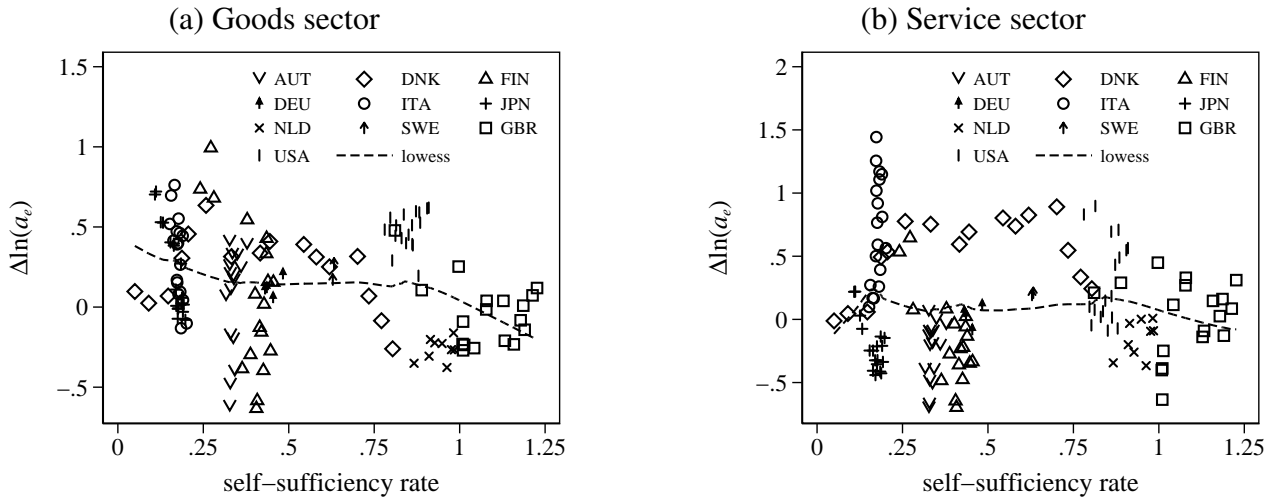 (a) Goods sector
1.5
1
.5
0
−.5
Δln(aₑ)
AUT DNK FIN
DEU ITA JPN
NLD SWE GBR
USA lowess
0 .25 .5 .75 1 1.25
self−sufficiency rate
(b) Service sector
2
1.5
1
.5
0
−.5
Δln(aₑ)
AUT DNK FIN
DEU ITA JPN
NLD SWE GBR
USA lowess
0 .25 .5 .75 1 1.25
self−sufficiency rate